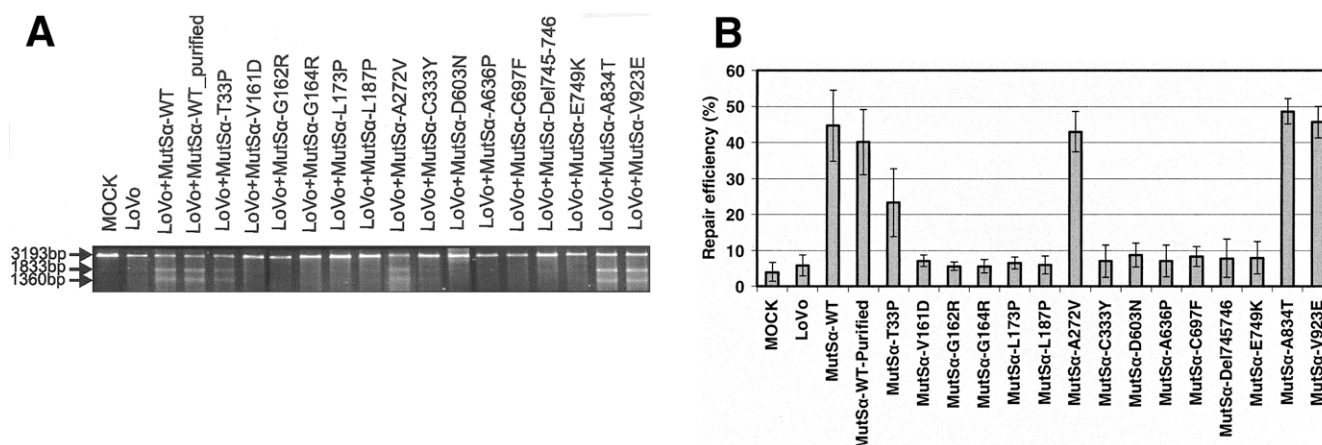 A
MOCK
LoVo
LoVo+MutSα-WT
LoVo+MutSα-WT_purified
LoVo+MutSα-T33P
LoVo+MutSα-V161D
LoVo+MutSα-G162R
LoVo+MutSα-G164R
LoVo+MutSα-L173P
LoVo+MutSα-L187P
LoVo+MutSα-A272V
LoVo+MutSα-C333Y
LoVo+MutSα-D603N
LoVo+MutSα-A636P
LoVo+MutSα-C697F
LoVo+MutSα-Del745-746
LoVo+MutSα-E749K
LoVo+MutSα-A834T
LoVo+MutSα-V923E
3193bp
1833bp
1360bp
B
Repair efficiency (%)
60
50
40
30
20
10
0
MOCK
LoVo
MutSα-WT
MutSα-WT-Purified
MutSα-T33P
MutSα-V161D
MutSα-G162R
MutSα-G164R
MutSα-L173P
MutSα-L187P
MutSα-A272V
MutSα-C333Y
MutSα-D603N
MutSα-A636P
MutSα-C697F
MutSα-Del745746
MutSα-E749K
MutSα-A834T
MutSα-V923E